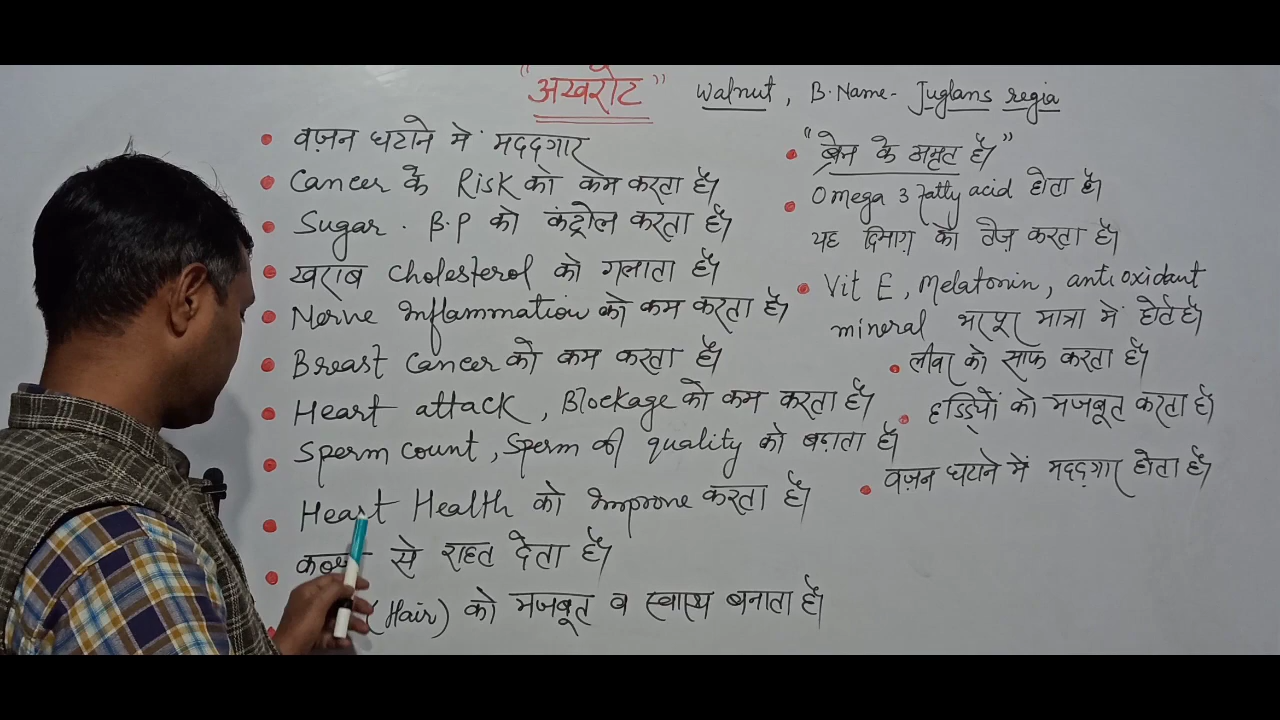 "अखरोट" Walnut, B. Name- Juglans regia
• वज़न घटाने में मददगार
• Cancer के Risk को कम करता है।
• Sugar. B.P को कंट्रोल करता है।
• खराब Cholesterol को गलाता है।
• Nerve Inflammation को कम करता है।
• Breast Cancer को कम करता है।
• Heart attack, Blockage को कम करता है।
• Sperm Count, Sperm की quality को बढ़ाता है।
• Heart Health को Improve करता है।
• से राहत देता है।
• (Hair) को मजबूत व स्वास्थ बनाता है।
• "ब्रेन के अमृत है।"
• Omega 3 fatty acid होता है।
यह दिमाग़ को तेज़ करता है।
• Vit E, Melatonin, antioxidant
mineral भरपूर मात्रा में होते है।
• लीवर को साफ करता है।
• हड्डियों को मजबूत करता है।
• वज़न घटाने में मददगार होता है।